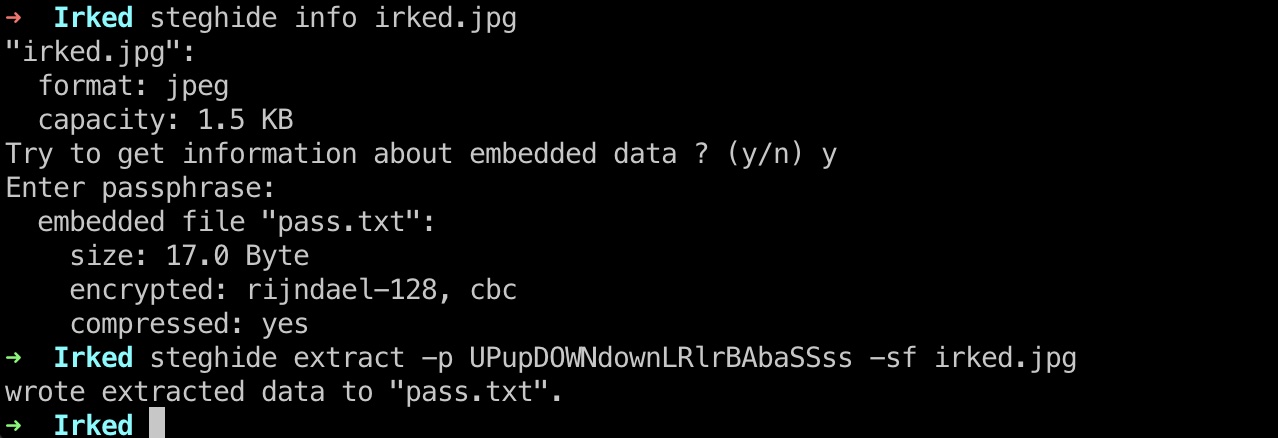 ➜  Irked steghide info irked.jpg
"irked.jpg":
  format: jpeg
  capacity: 1.5 KB
Try to get information about embedded data ? (y/n) y
Enter passphrase:
  embedded file "pass.txt":
    size: 17.0 Byte
    encrypted: rijndael-128, cbc
    compressed: yes
➜  Irked steghide extract -p UPupDOWNdownLRlrBAbaSSss -sf irked.jpg
wrote extracted data to "pass.txt".
➜  Irked